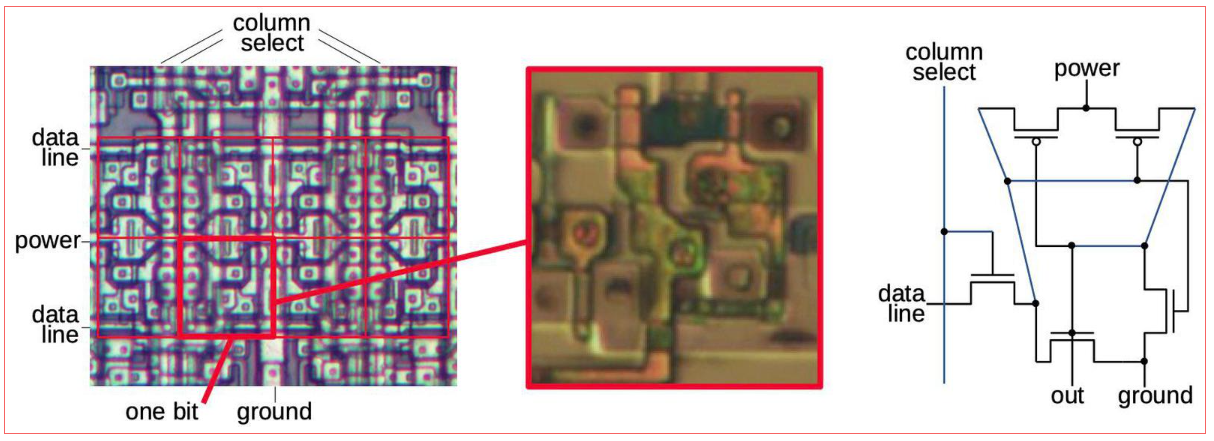 column
select
data
line
power
data
line
one bit
ground
column
select
power
data
line
out
ground